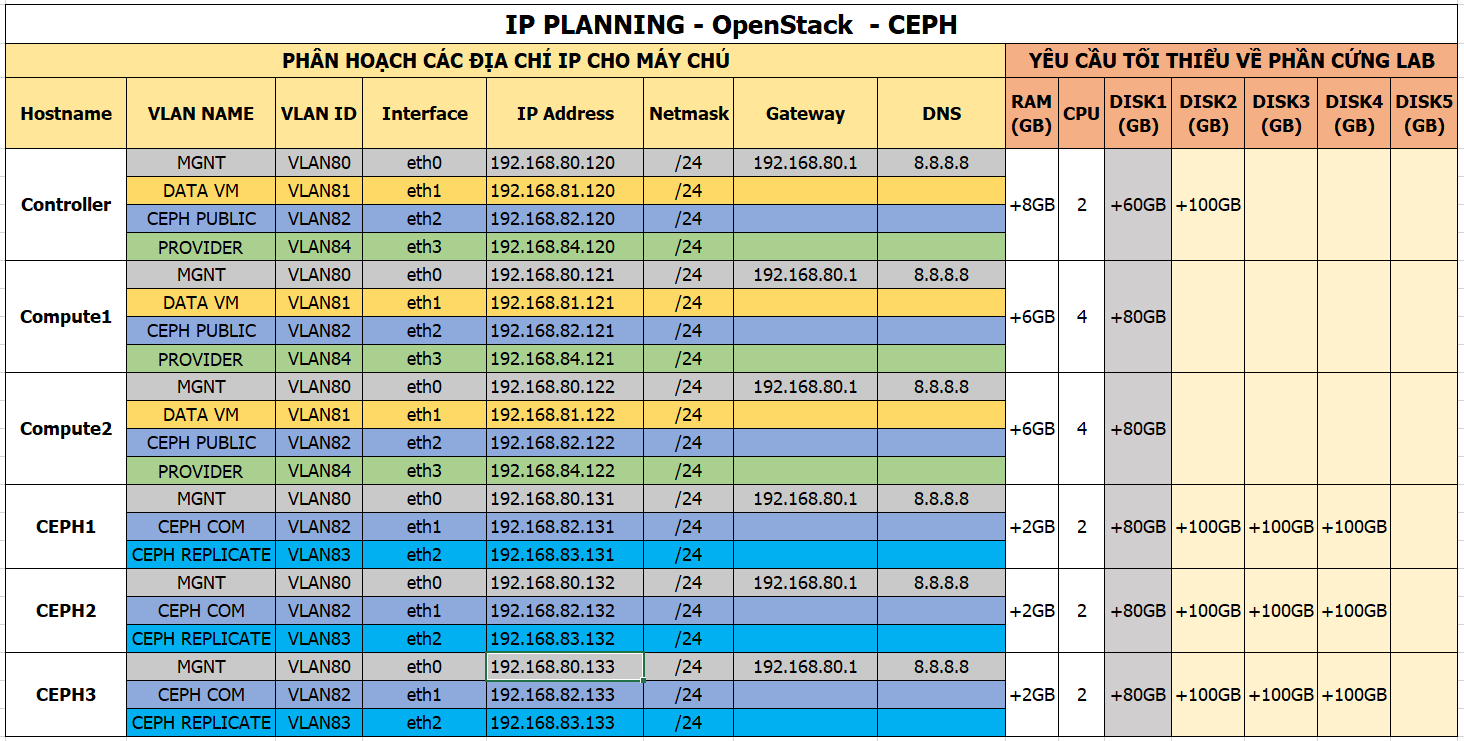 IP PLANNING - OpenStack - CEPH
PHÂN HOẠCH CÁC ĐỊA CHỈ IP CHO MÁY CHỦ YÊU CẦU TỐI THIỂU VỀ PHẦN CỨNG LAB
Hostname VLAN NAME VLAN ID Interface IP Address Netmask Gateway DNS RAM (GB) CPU DISK1 (GB) DISK2 (GB) DISK3 (GB) DISK4 (GB) DISK5 (GB)
Controller MGNT VLAN80 eth0 192.168.80.120 /24 192.168.80.1 8.8.8.8 +8GB 2 +60GB +100GB
DATA VM VLAN81 eth1 192.168.81.120 /24
CEPH PUBLIC VLAN82 eth2 192.168.82.120 /24
PROVIDER VLAN84 eth3 192.168.84.120 /24
Compute1 MGNT VLAN80 eth0 192.168.80.121 /24 192.168.80.1 8.8.8.8 +6GB 4 +80GB
DATA VM VLAN81 eth1 192.168.81.121 /24
CEPH PUBLIC VLAN82 eth2 192.168.82.121 /24
PROVIDER VLAN84 eth3 192.168.84.121 /24
Compute2 MGNT VLAN80 eth0 192.168.80.122 /24 192.168.80.1 8.8.8.8 +6GB 4 +80GB
DATA VM VLAN81 eth1 192.168.81.122 /24
CEPH PUBLIC VLAN82 eth2 192.168.82.122 /24
PROVIDER VLAN84 eth3 192.168.84.122 /24
CEPH1 MGNT VLAN80 eth0 192.168.80.131 /24 192.168.80.1 8.8.8.8 +2GB 2 +80GB +100GB +100GB +100GB
CEPH COM VLAN82 eth1 192.168.82.131 /24
CEPH REPLICATE VLAN83 eth2 192.168.83.131 /24
CEPH2 MGNT VLAN80 eth0 192.168.80.132 /24 192.168.80.1 8.8.8.8 +2GB 2 +80GB +100GB +100GB +100GB
CEPH COM VLAN82 eth1 192.168.82.132 /24
CEPH REPLICATE VLAN83 eth2 192.168.83.132 /24
CEPH3 MGNT VLAN80 eth0 192.168.80.133 /24 192.168.80.1 8.8.8.8 +2GB 2 +80GB +100GB +100GB +100GB
CEPH COM VLAN82 eth1 192.168.82.133 /24
CEPH REPLICATE VLAN83 eth2 192.168.83.133 /24